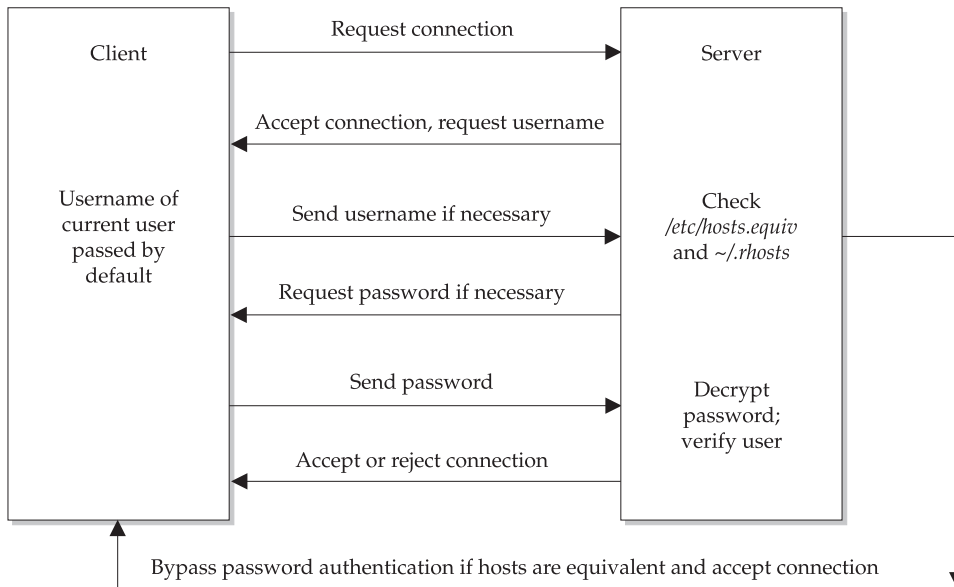 Client
Request connection
Server
Accept connection, request username
Username of
current user
passed by
default
Send username if necessary
Check
/etc/hosts.equiv
and ~/.rhosts
Request password if necessary
Send password
Decrypt
password;
verify user
Accept or reject connection
Bypass password authentication if hosts are equivalent and accept connection